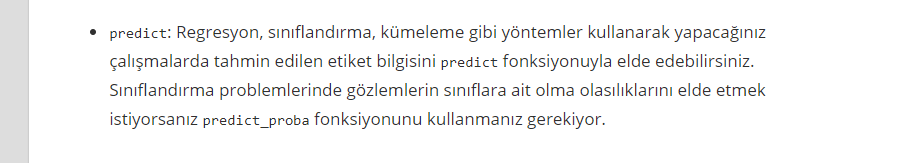 • predict: Regresyon, sınıflandırma, kümeleme gibi yöntemler kullanarak yapacağınız
çalışmalarda tahmin edilen etiket bilgisini predict fonksiyonuyla elde edebilirsiniz.
Sınıflandırma problemlerinde gözlemlerin sınıflara ait olma olasılıklarını elde etmek
istiyorsanız predict_proba fonksiyonunu kullanmanız gerekiyor.